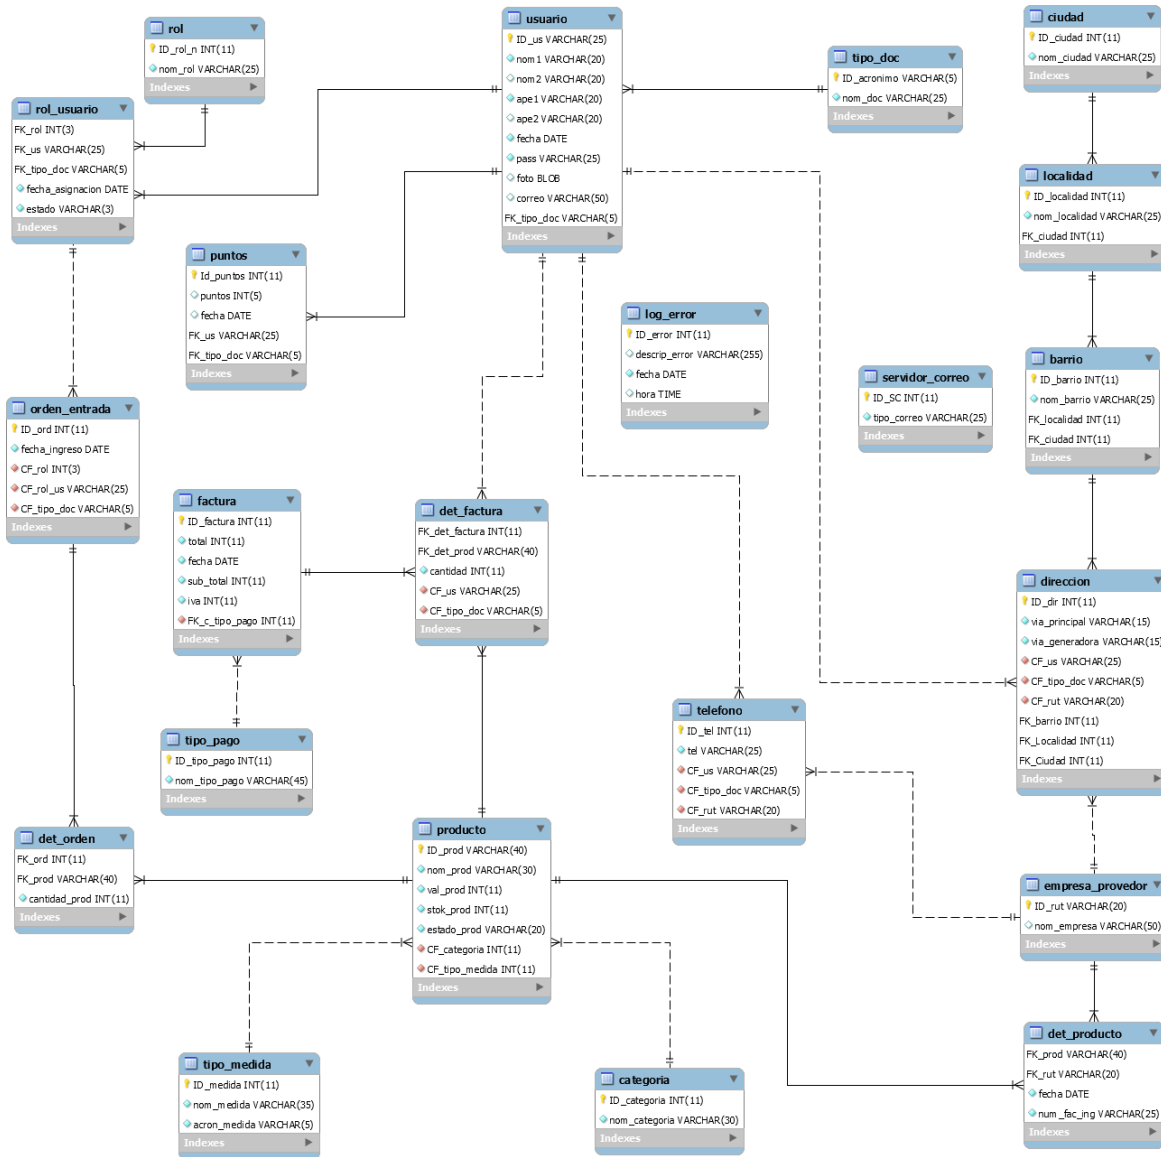 rol
ID_rol_n INT(11)
nom_rol VARCHAR(25)
Indexes
usuario
ID_us VARCHAR(25)
nom1 VARCHAR(20)
nom2 VARCHAR(20)
ape1 VARCHAR(20)
ape2 VARCHAR(20)
fecha DATE
pass VARCHAR(25)
foto BLOB
correo VARCHAR(50)
FK_tipo_doc VARCHAR(5)
Indexes
tipo_doc
ID_acronimo VARCHAR(5)
nom_doc VARCHAR(25)
Indexes
ciudad
ID_ciudad INT(11)
nom_ciudad VARCHAR(25)
Indexes
rol_usuario
FK_rol INT(3)
FK_us VARCHAR(25)
FK_tipo_doc VARCHAR(5)
fecha_asignacion DATE
estado VARCHAR(3)
Indexes
localidad
ID_localidad INT(11)
nom_localidad VARCHAR(25)
FK_ciudad INT(11)
Indexes
puntos
Id_puntos INT(11)
puntos INT(5)
fecha DATE
FK_us VARCHAR(25)
FK_tipo_doc VARCHAR(5)
Indexes
log_error
ID_error INT(11)
descrip_error VARCHAR(255)
fecha DATE
hora TIME
Indexes
servidor_correo
ID_SC INT(11)
tipo_correo VARCHAR(25)
Indexes
barrio
ID_barrio INT(11)
nom_barrio VARCHAR(25)
FK_localidad INT(11)
FK_ciudad INT(11)
Indexes
orden_entrada
ID_ord INT(11)
fecha_ingreso DATE
CF_rol INT(3)
CF_rol_us VARCHAR(25)
CF_tipo_doc VARCHAR(5)
Indexes
factura
ID_factura INT(11)
total INT(11)
fecha DATE
sub_total INT(11)
iva INT(11)
FK_c_tipo_pago INT(11)
Indexes
det_factura
FK_det_factura INT(11)
FK_det_prod VARCHAR(40)
cantidad INT(11)
CF_us VARCHAR(25)
CF_tipo_doc VARCHAR(5)
Indexes
direccion
ID_dir INT(11)
via_principal VARCHAR(15)
via_generadora VARCHAR(15)
CF_us VARCHAR(25)
CF_tipo_doc VARCHAR(5)
CF_rut VARCHAR(20)
FK_barrio INT(11)
FK_Localidad INT(11)
FK_Ciudad INT(11)
Indexes
telefono
ID_tel INT(11)
tel VARCHAR(25)
CF_us VARCHAR(25)
CF_tipo_doc VARCHAR(5)
CF_rut VARCHAR(20)
Indexes
tipo_pago
ID_tipo_pago INT(11)
nom_tipo_pago VARCHAR(45)
Indexes
det_orden
FK_ord INT(11)
FK_prod VARCHAR(40)
cantidad_prod INT(11)
Indexes
producto
ID_prod VARCHAR(40)
nom_prod VARCHAR(30)
val_prod INT(11)
stok_prod INT(11)
estado_prod VARCHAR(20)
CF_categoria INT(11)
CF_tipo_medida INT(11)
Indexes
empresa_provedor
ID_rut VARCHAR(20)
nom_empresa VARCHAR(50)
Indexes
tipo_medida
ID_medida INT(11)
nom_medida VARCHAR(35)
acron_medida VARCHAR(5)
Indexes
categoria
ID_categoria INT(11)
nom_categoria VARCHAR(30)
Indexes
det_producto
FK_prod VARCHAR(40)
FK_rut VARCHAR(20)
fecha DATE
num_fac_ing VARCHAR(25)
Indexes